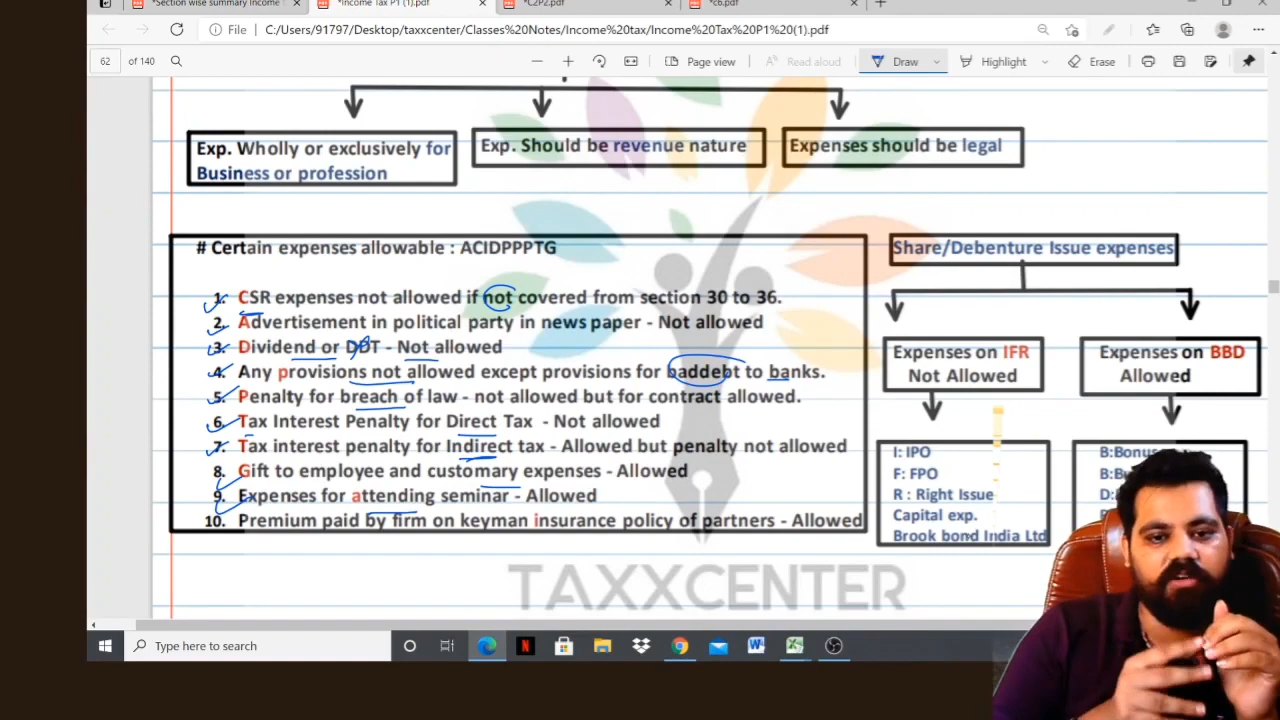 *Section wise summary Income
*Income Tax P1 (1).pdf
*C2P2.pdf
*c6.pdf
File
C:/Users/91797/Desktop/taxxcenter/Classes%20Notes/Income%20tax/Income%20Tax%20P1%20(1).pdf
62 of 140
Page view
Read aloud
Draw
Highlight
Erase
Exp. Wholly or exclusively for
Business or profession
Exp. Should be revenue nature
Expenses should be legal
# Certain expenses allowable : ACIDPPPTG
1. CSR expenses not allowed if not covered from section 30 to 36.
2. Advertisement in political party in news paper - Not allowed
3. Dividend or DDT - Not allowed
4. Any provisions not allowed except provisions for baddebt to banks.
5. Penalty for breach of law - not allowed but for contract allowed.
6. Tax Interest Penalty for Direct Tax - Not allowed
7. Tax interest penalty for Indirect tax - Allowed but penalty not allowed
8. Gift to employee and customary expenses - Allowed
9. Expenses for attending seminar - Allowed
10. Premium paid by firm on keyman insurance policy of partners - Allowed
Share/Debenture Issue expenses
Expenses on IFR
Not Allowed
Expenses on BBD
Allowed
I: IPO
F: FPO
R : Right Issue
Capital exp.
Brook bond India Ltd
TAXXCENTER
Type here to search